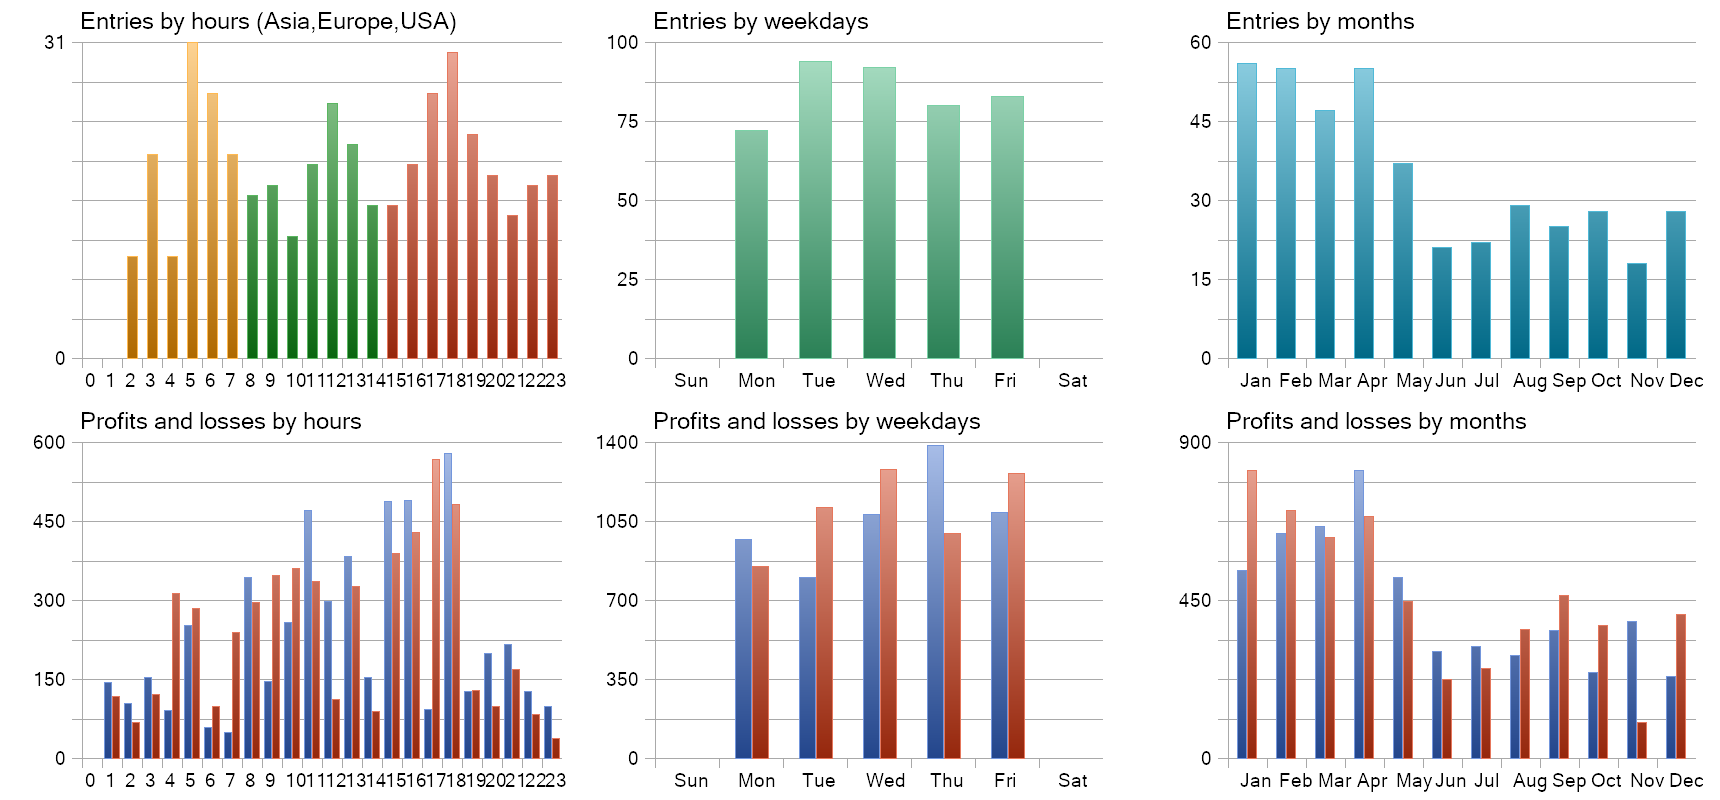 Entries by hours (Asia,Europe,USA)
31
0
0 1 2 3 4 5 6 7 8 9 10 11 12 13 14 15 16 17 18 19 20 21 22 23
Entries by weekdays
100
75
50
25
0
Sun Mon Tue Wed Thu Fri Sat
Entries by months
60
45
30
15
0
Jan Feb Mar Apr May Jun Jul Aug Sep Oct Nov Dec
Profits and losses by hours
600
450
300
150
0
0 1 2 3 4 5 6 7 8 9 10 11 12 13 14 15 16 17 18 19 20 21 22 23
Profits and losses by weekdays
1400
1050
700
350
0
Sun Mon Tue Wed Thu Fri Sat
Profits and losses by months
900
450
0
Jan Feb Mar Apr May Jun Jul Aug Sep Oct Nov Dec